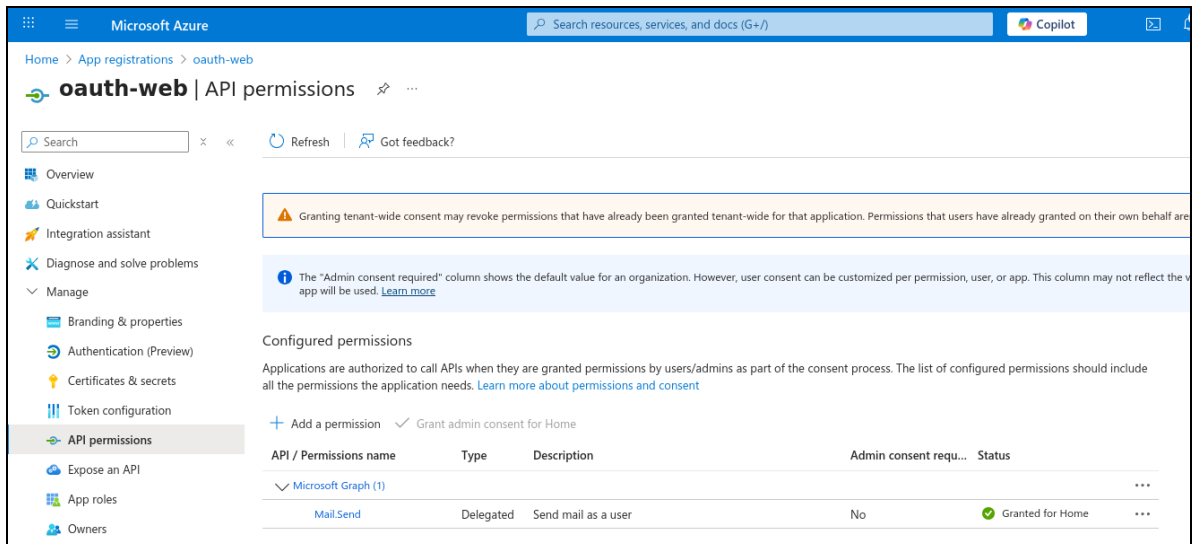 Microsoft Azure
Search resources, services, and docs (G+/)
Copilot
Home > App registrations > oauth-web
oauth-web | API permissions
Search
Refresh
Got feedback?
Overview
Quickstart
Integration assistant
Diagnose and solve problems
Manage
Branding & properties
Authentication (Preview)
Certificates & secrets
Token configuration
API permissions
Expose an API
App roles
Owners
Granting tenant-wide consent may revoke permissions that have already been granted tenant-wide for that application. Permissions that users have already granted on their own behalf are
The "Admin consent required" column shows the default value for an organization. However, user consent can be customized per permission, user, or app. This column may not reflect the v
app will be used. Learn more
Configured permissions
Applications are authorized to call APIs when they are granted permissions by users/admins as part of the consent process. The list of configured permissions should include
all the permissions the application needs. Learn more about permissions and consent
Add a permission
Grant admin consent for Home
API / Permissions name Type Description Admin consent requ... Status
Microsoft Graph (1)
Mail.Send Delegated Send mail as a user No Granted for Home